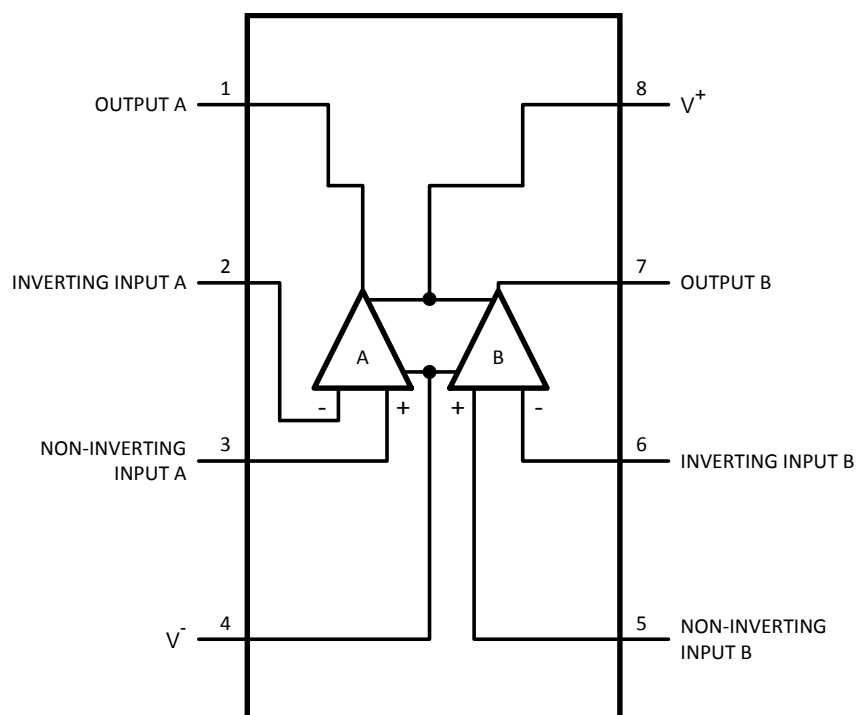 1
OUTPUT A
8
V+
2
INVERTING INPUT A
7
OUTPUT B
A
B
-
+
+
-
NON-INVERTING
INPUT A
3
6
INVERTING INPUT B
4
V-
5
NON-INVERTING
INPUT B